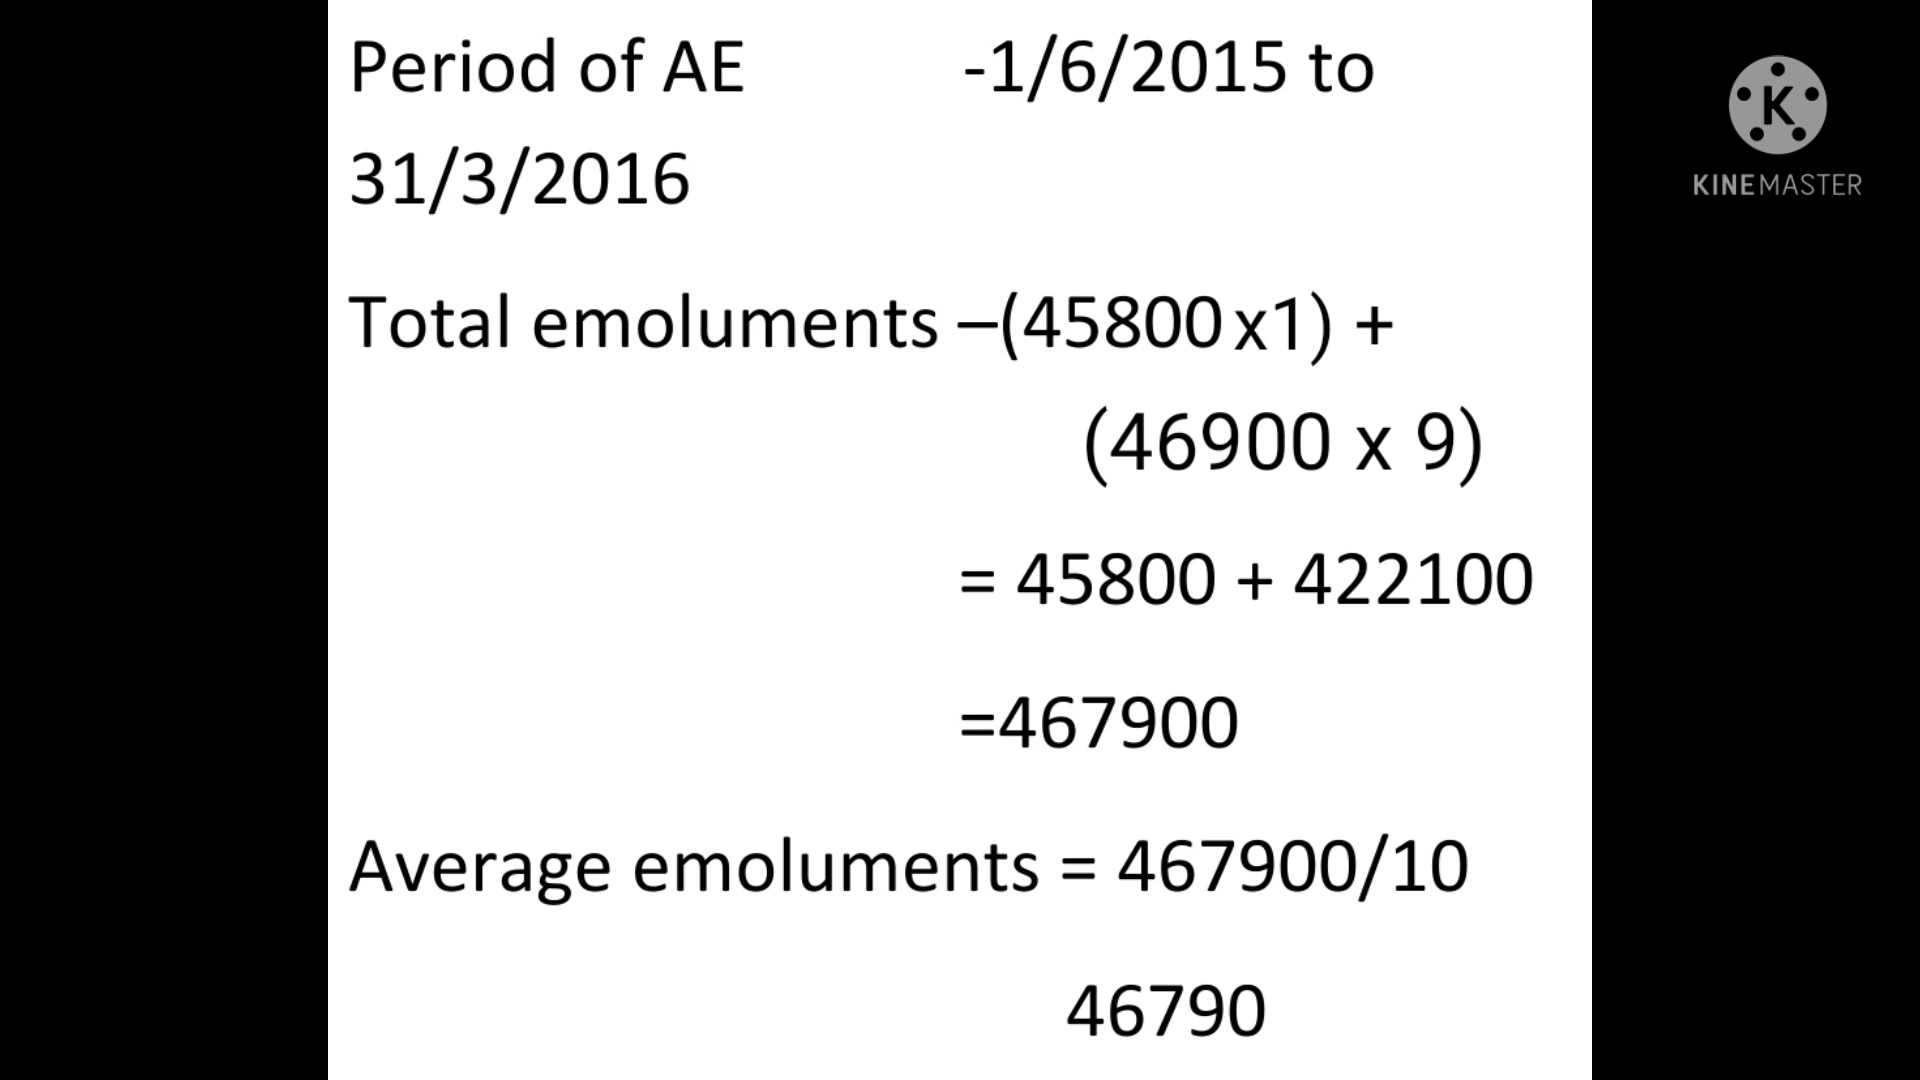 Period of AE -1/6/2015 to
31/3/2016
Total emoluments –(45800 x1) +
(46900 x 9)
= 45800 + 422100
=467900
Average emoluments = 467900/10
46790
K
KINEMASTER